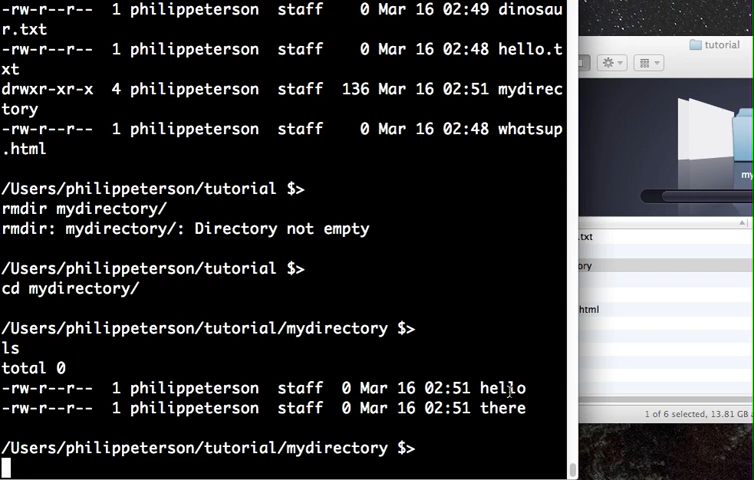 -rw-r--r-- 1 philippeterson staff 0 Mar 16 02:49 dinosau
r.txt
-rw-r--r-- 1 philippeterson staff 0 Mar 16 02:48 hello.t
xt
drwxr-xr-x 4 philippeterson staff 136 Mar 16 02:51 mydirec
tory
-rw-r--r-- 1 philippeterson staff 0 Mar 16 02:48 whatsup
.html
/Users/philippeterson/tutorial $>
rmdir mydirectory/
rmdir: mydirectory/: Directory not empty
/Users/philippeterson/tutorial $>
cd mydirectory/
/Users/philippeterson/tutorial/mydirectory $>
ls
total 0
-rw-r--r-- 1 philippeterson staff 0 Mar 16 02:51 hello
-rw-r--r-- 1 philippeterson staff 0 Mar 16 02:51 there
/Users/philippeterson/tutorial/mydirectory $>
tutorial
my
.txt
ory
html
1 of 6 selected, 13.81 GB a